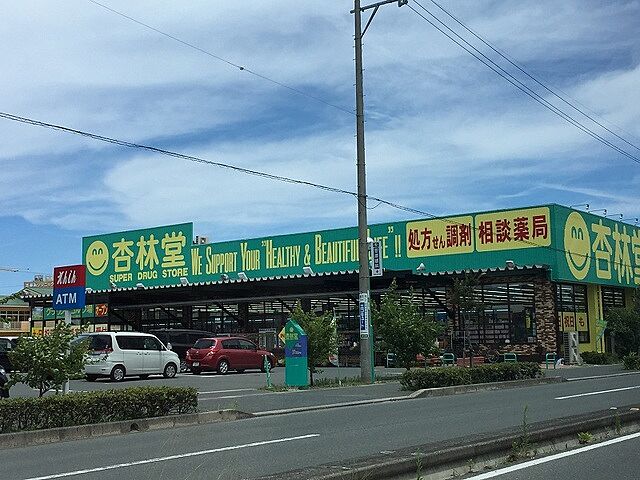 杏林堂
SUPER DRUG STORE
WE SUPPORT YOUR "HEALTHY & BEAUTIFUL LIFE" !!
処方せん調剤
相談薬局
杏林堂
ATM